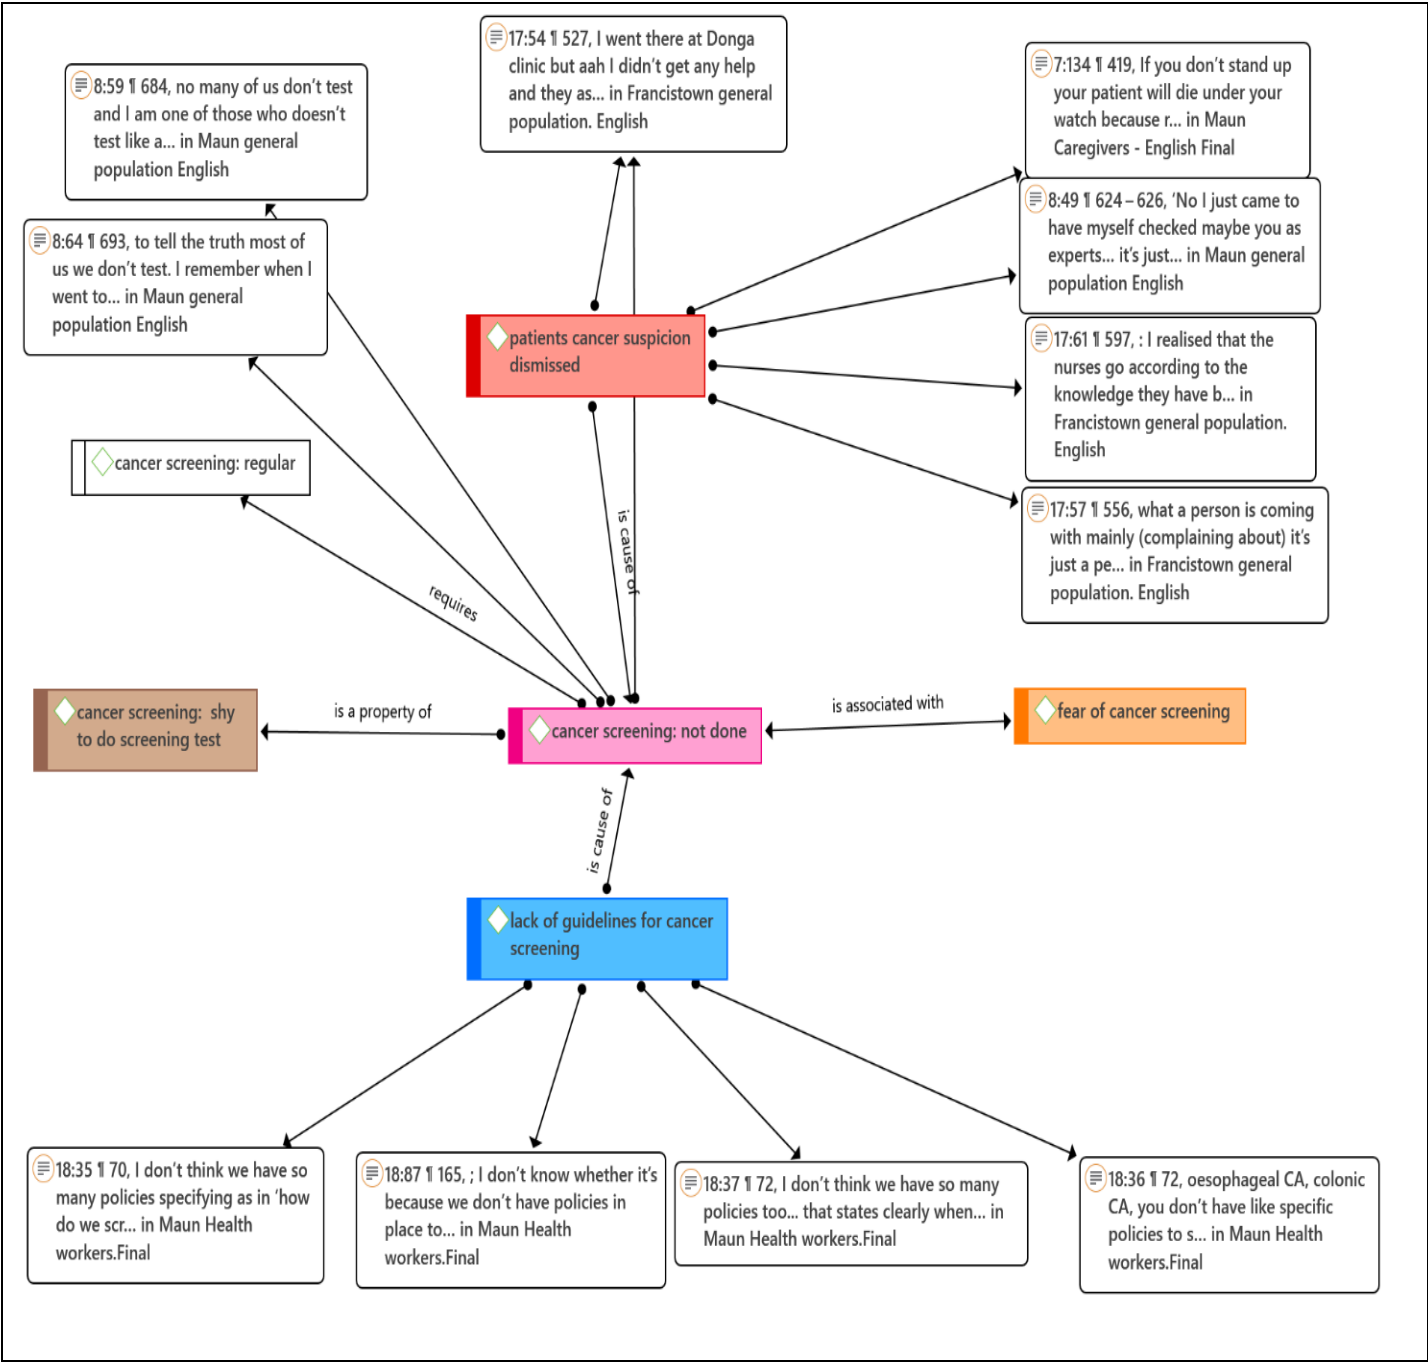 17:54 ¶ 527, I went there at Donga
clinic but aah I didn't get any help
and they as... in Francistown general
population. English
8:59 ¶ 684, no many of us don't test
and I am one of those who doesn't
test like a... in Maun general
population English
7:134 ¶ 419, If you don't stand up
your patient will die under your
watch because r... in Maun
Caregivers - English Final
8:64 ¶ 693, to tell the truth most of
us we don't test. I remember when I
went to... in Maun general
population English
8:49 ¶ 624 – 626, ‘No I just came to
have myself checked maybe you as
experts... it's just... in Maun general
population English
patients cancer suspicion
dismissed
17:61 ¶ 597, : I realised that the
nurses go according to the
knowledge they have b... in
Francistown general population.
English
cancer screening: regular
17:57 ¶ 556, what a person is coming
with mainly (complaining about) it's
just a pe... in Francistown general
population. English
is cause of
requires
cancer screening:  shy
to do screening test
is a property of
cancer screening: not done
is associated with
fear of cancer screening
is cause of
lack of guidelines for cancer
screening
18:35 ¶ 70, I don't think we have so
many policies specifying as in ‘how
do we scr... in Maun Health
workers.Final
18:87 ¶ 165, ; I don't know whether it's
because we don't have policies in
place to... in Maun Health
workers.Final
18:37 ¶ 72, I don't think we have so many
policies too... that states clearly when... in
Maun Health workers.Final
18:36 ¶ 72, oesophageal CA, colonic
CA, you don't have like specific
policies to s... in Maun Health
workers.Final